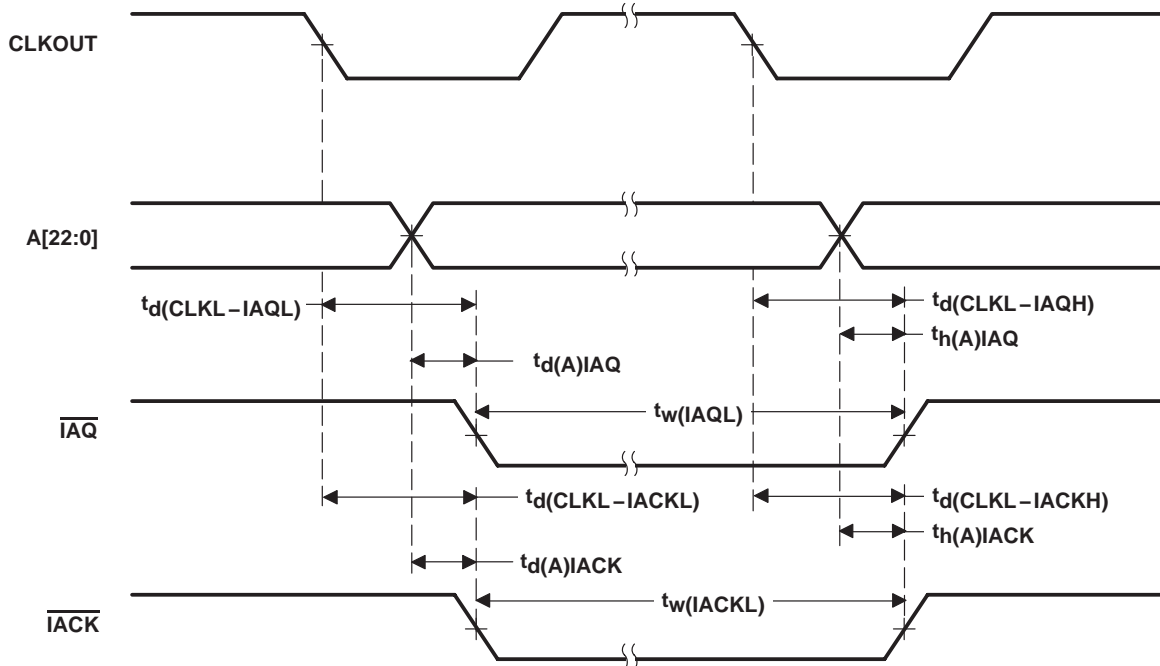 CLKOUT
A[22:0]
td(CLKL–IAQL)
td(CLKL–IAQH)
th(A)IAQ
td(A)IAQ
tw(IAQL)
IAQ
td(CLKL–IACKL)
td(CLKL–IACKH)
th(A)IACK
td(A)IACK
tw(IACKL)
IACK